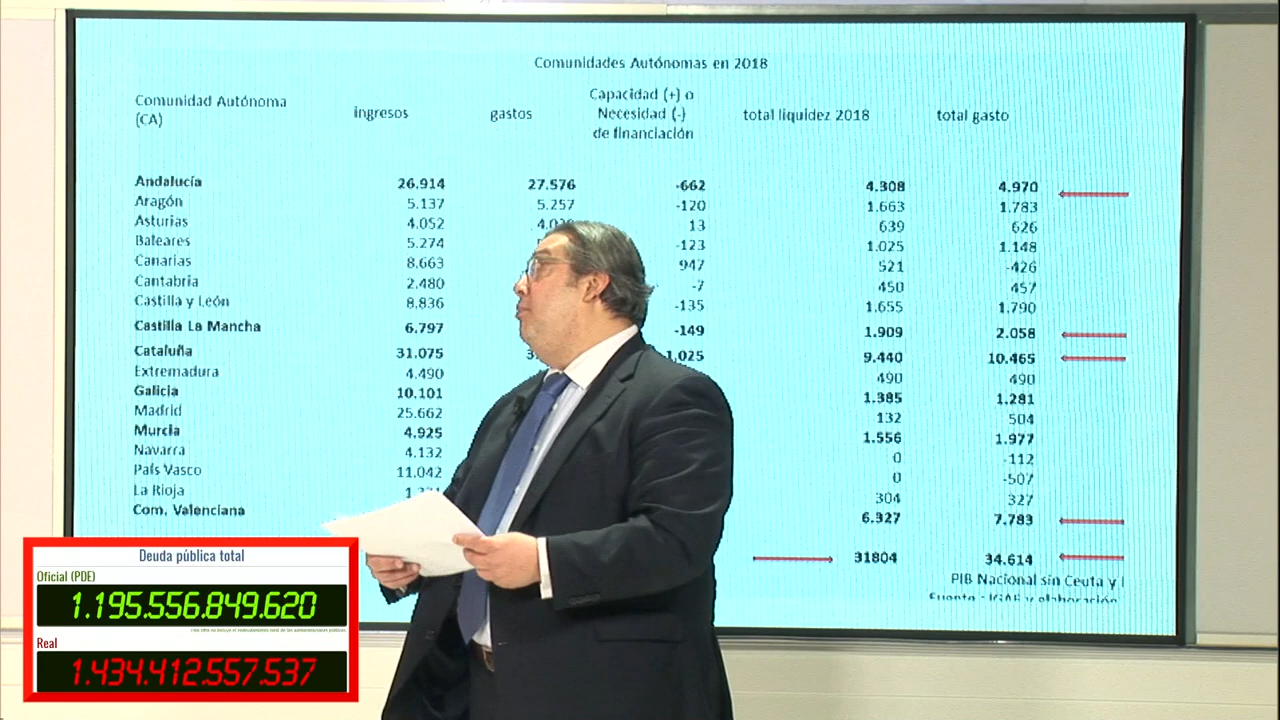 Comunidades Autónomas en 2018
Comunidad Autónoma (CA) ingresos gastos Capacidad (+) o Necesidad (-) de financiación total liquidez 2018 total gasto
Andalucía 26.914 27.576 -662 4.308 4.970
Aragón 5.137 5.257 -120 1.663 1.783
Asturias 4.052 13 639 626
Baleares 5.274 -123 1.025 1.148
Canarias 8.663 947 521 -426
Cantabria 2.480 -7 450 457
Castilla y León 8.836 -135 1.655 1.790
Castilla La Mancha 6.797 -149 1.909 2.058
Cataluña 31.075 1,025 9.440 10.465
Extremadura 4.490 490 490
Galicia 10.101 1.385 1.281
Madrid 25.662 132 504
Murcia 4.925 1.556 1.977
Navarra 4.132 0 -112
País Vasco 11.042 0 -507
La Rioja 304 327
Com. Valenciana 6.327 7.783
31804 34.614
PIB Nacional sin Ceuta y
Fuente : IGAE y elaboración
Deuda pública total
Oficial (PDE)
1.195.556.849.620
Real
1.434.412.557.537